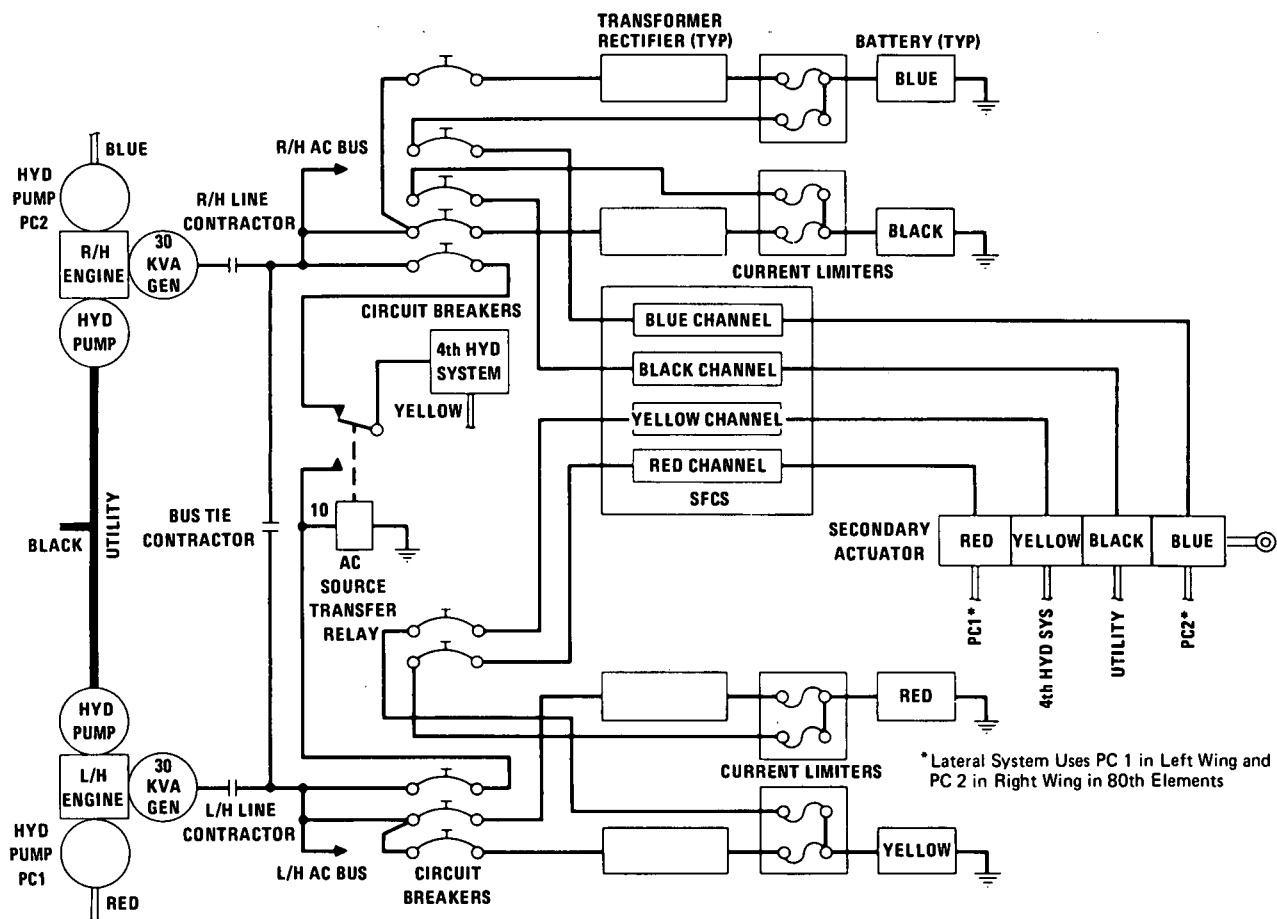 TRANSFORMER
RECTIFIER (TYP)
BATTERY (TYP)
BLUE
BLUE
HYD
PUMP
PC2
R/H AC BUS
R/H LINE
CONTRACTOR
30
KVA
GEN
R/H
ENGINE
HYD
PUMP
BLACK
CURRENT LIMITERS
CIRCUIT BREAKERS
4th HYD
SYSTEM
YELLOW
BLUE CHANNEL
BLACK CHANNEL
YELLOW CHANNEL
RED CHANNEL
SFCS
BUS TIE
CONTRACTOR
BLACK
UTILITY
10
AC
SOURCE
TRANSFER
RELAY
SECONDARY
ACTUATOR
RED
YELLOW
BLACK
BLUE
PC1*
4th HYD SYS
UTILITY
PC2*
HYD
PUMP
L/H
ENGINE
30
KVA
GEN
L/H LINE
CONTRACTOR
HYD
PUMP
PC1
RED
L/H AC BUS
CIRCUIT
BREAKERS
RED
CURRENT LIMITERS
YELLOW
*Lateral System Uses PC 1 in Left Wing and
PC 2 in Right Wing in 80th Elements